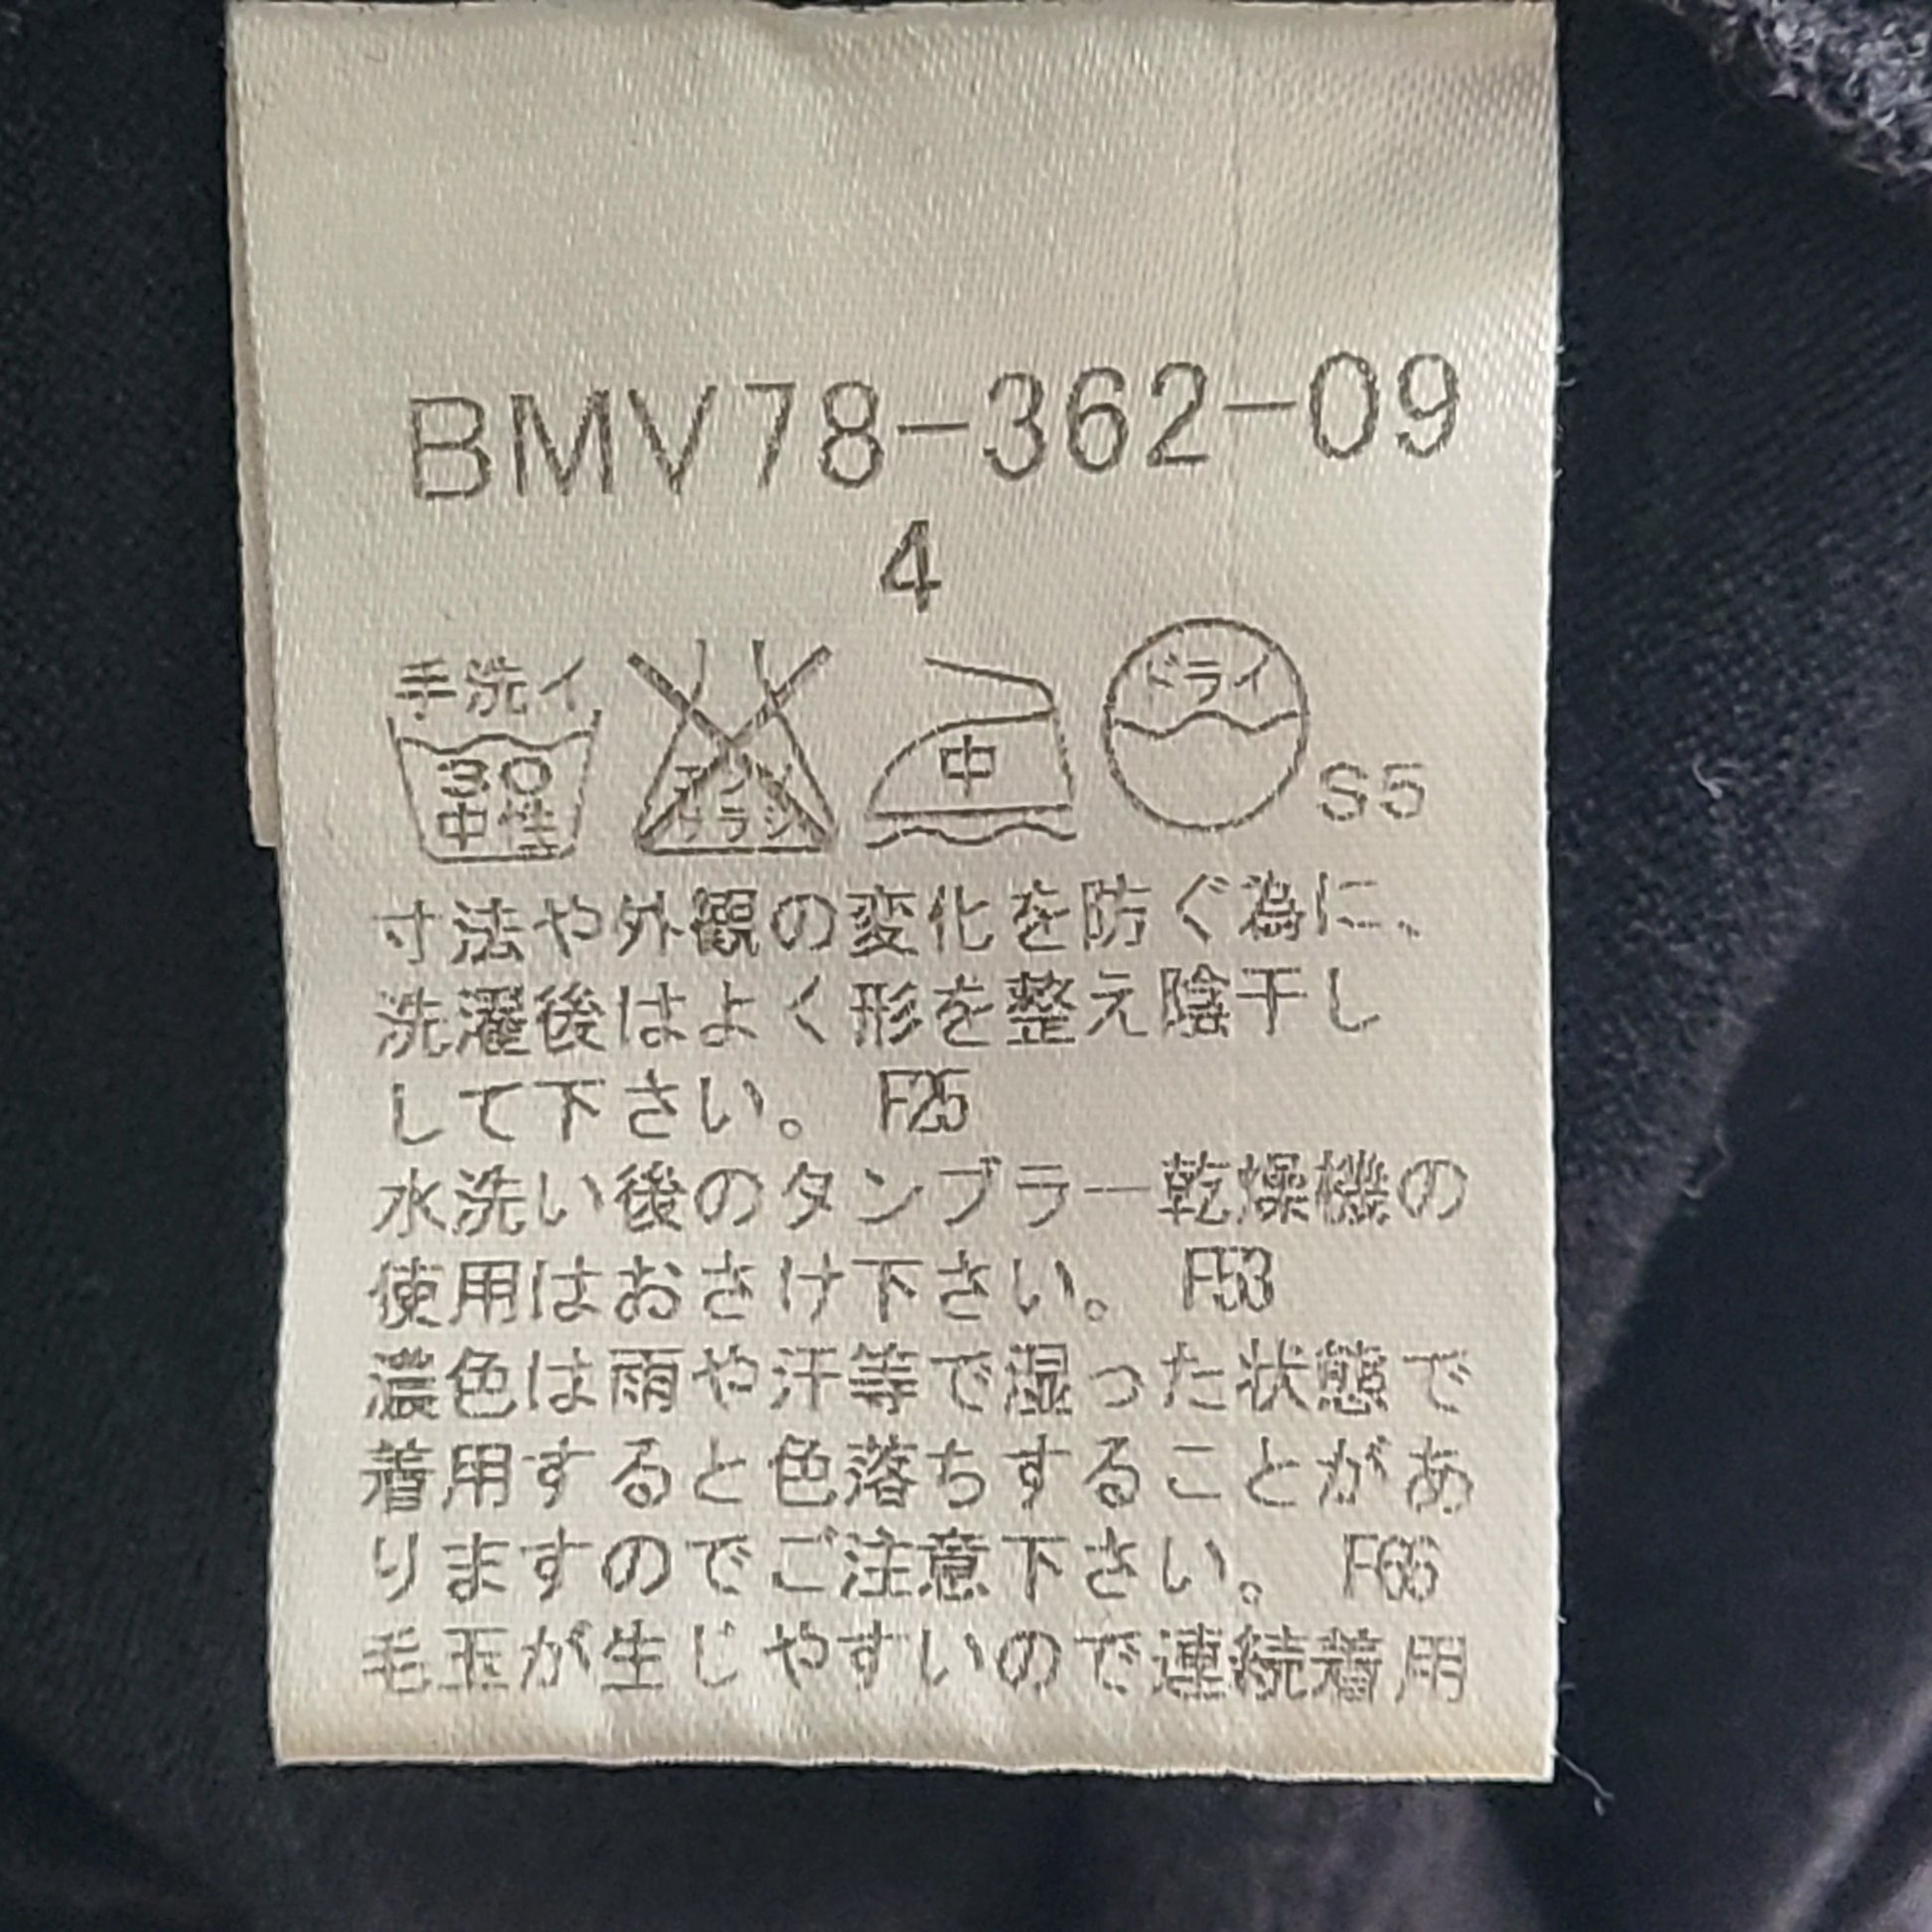 BMV78-362-09
4
手洗イ
30
中性
エンソ
サラシ
中
ドライ
S5
寸法や外観の変化を防ぐ為に、
洗濯後はよく形を整え陰干し
して下さい。 F25
水洗い後のタンブラー乾燥機の
使用はおさけ下さい。 F53
濃色は雨や汗等で湿った状態で
着用すると色落ちすることがあ
りますのでご注意下さい。 F66
毛玉が生じやすいので連続着用